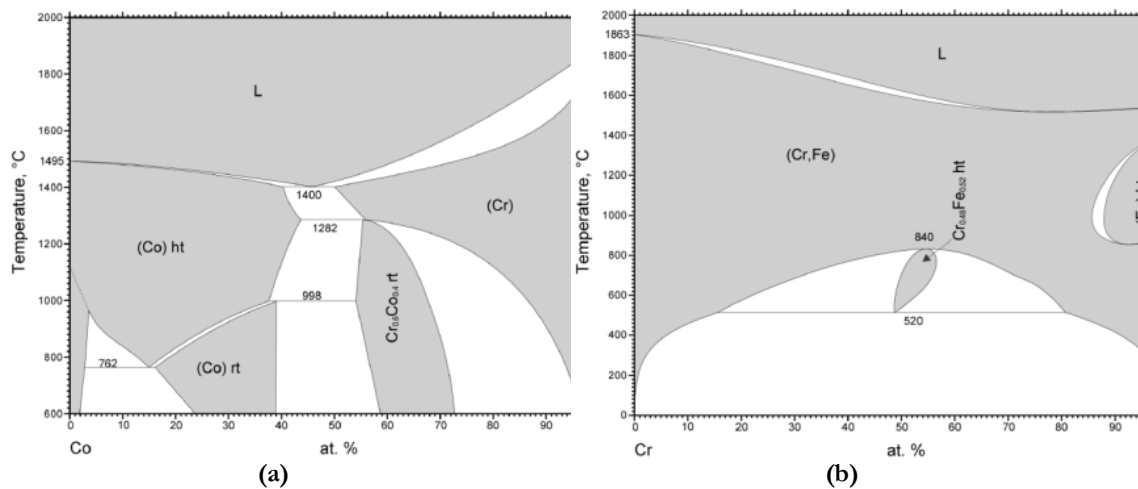 2000
1800
1600
1495
1400
1200
1000
800
600
Temperature, °C
L
1400
(Cr)
1282
(Co) ht
998
Cr0.6Co0.4 rt
762
(Co) rt
0 10 20 30 40 50 60 70 80 90
Co at. %
(a)
2000
1863
1800
1600
1400
1200
1000
800
600
400
200
0
Temperature, °C
L
(Cr,Fe)
Cr0.48Fe0.52 ht
840
520
0 10 20 30 40 50 60 70 80 90
Cr at. %
(b)